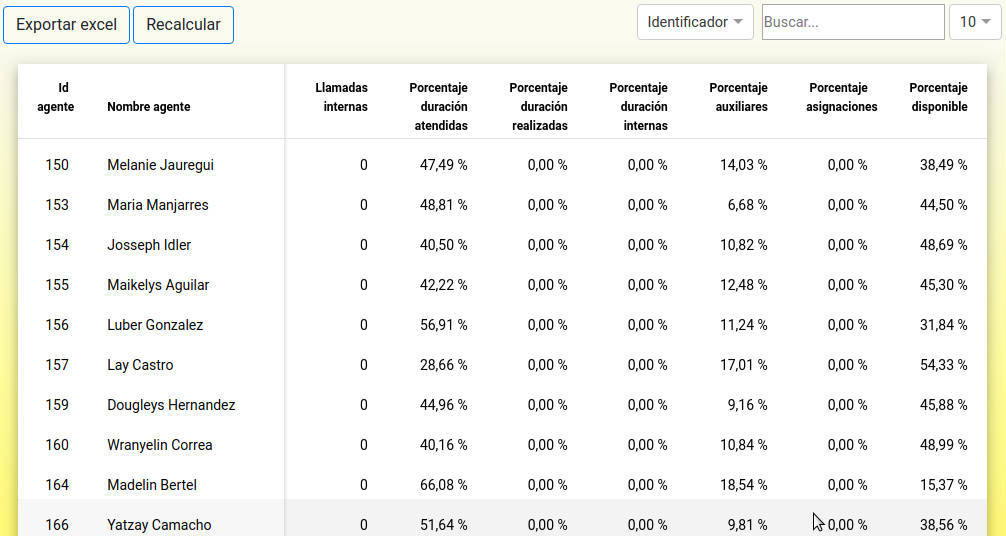 Exportar excel Recalcular Identificador Buscar... 10
Id agente Nombre agente Llamadas internas Porcentaje duración atendidas Porcentaje duración realizadas Porcentaje duración internas Porcentaje auxiliares Porcentaje asignaciones Porcentaje disponible
150 Melanie Jauregui 0 47,49 % 0,00 % 0,00 % 14,03 % 0,00 % 38,49 %
153 Maria Manjarres 0 48,81 % 0,00 % 0,00 % 6,68 % 0,00 % 44,50 %
154 Josseph Idler 0 40,50 % 0,00 % 0,00 % 10,82 % 0,00 % 48,69 %
155 Maikelys Aguilar 0 42,22 % 0,00 % 0,00 % 12,48 % 0,00 % 45,30 %
156 Luber Gonzalez 0 56,91 % 0,00 % 0,00 % 11,24 % 0,00 % 31,84 %
157 Lay Castro 0 28,66 % 0,00 % 0,00 % 17,01 % 0,00 % 54,33 %
159 Dougleys Hernandez 0 44,96 % 0,00 % 0,00 % 9,16 % 0,00 % 45,88 %
160 Wranyelin Correa 0 40,16 % 0,00 % 0,00 % 10,84 % 0,00 % 48,99 %
164 Madelin Bertel 0 66,08 % 0,00 % 0,00 % 18,54 % 0,00 % 15,37 %
166 Yatzay Camacho 0 51,64 % 0,00 % 0,00 % 9,81 % 0,00 % 38,56 %